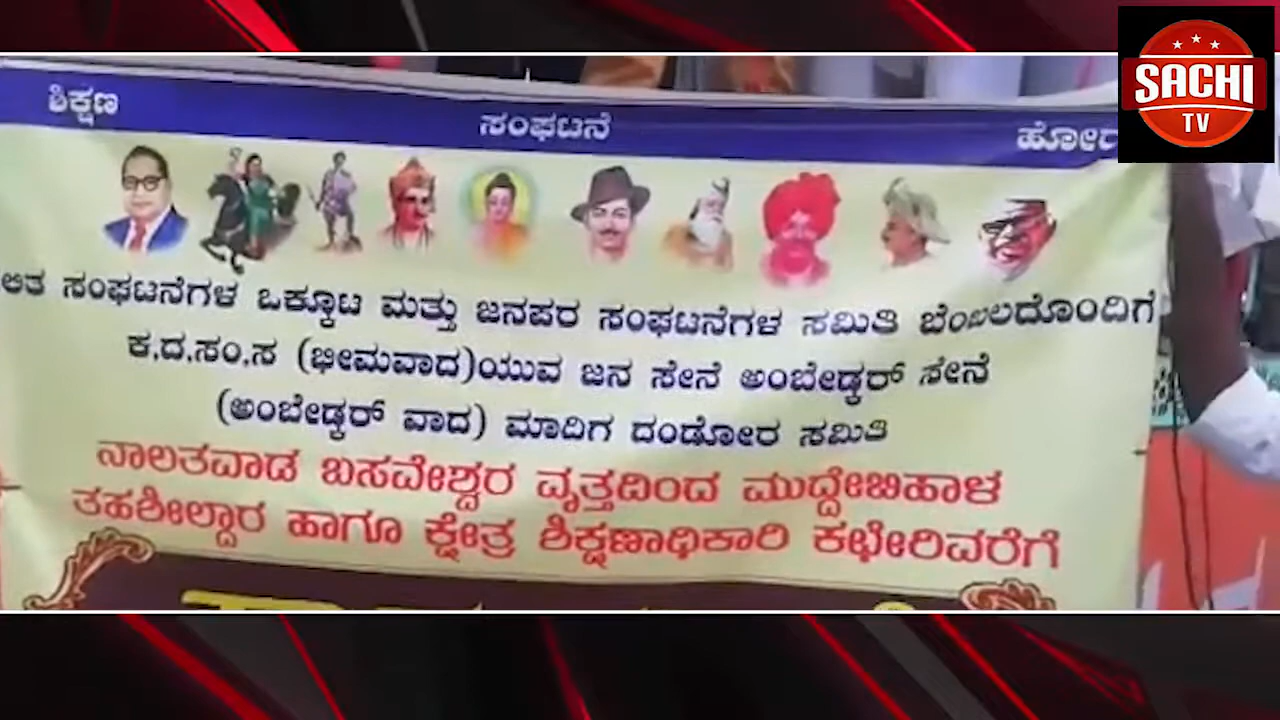 SACHI
TV
ಶಿಕ್ಷಣ ಸಂಘಟನೆ
ಸಂಘಟನೆಗಳ ಒಕ್ಕೂಟ ಮತ್ತು ಜನಪರ ಸಂಘಟನೆಗಳ ಸಮಿತಿ ಬೆಂಬಲದೊಂದಿಗೆ
ಕ.ದ.ಸಂ.ಸ (ಭೀಮವಾದ)ಯುವ ಜನ ಸೇನೆ ಅಂಬೇಡ್ಕರ್ ಸೇನೆ
(ಅಂಬೇಡ್ಕರ್ ವಾದ) ಮಾದಿಗ ದಂಡೋರ ಸಮಿತಿ
ನಾಲತವಾಡ ಬಸವೇಶ್ವರ ವೃತ್ತದಿಂದ ಮುದ್ದೇಬಿಹಾಳ
ತಹಶೀಲ್ದಾರ ಹಾಗೂ ಕ್ಷೇತ್ರ ಶಿಕ್ಷಣಾಧಿಕಾರಿ ಕಛೇರಿವರೆಗೆ